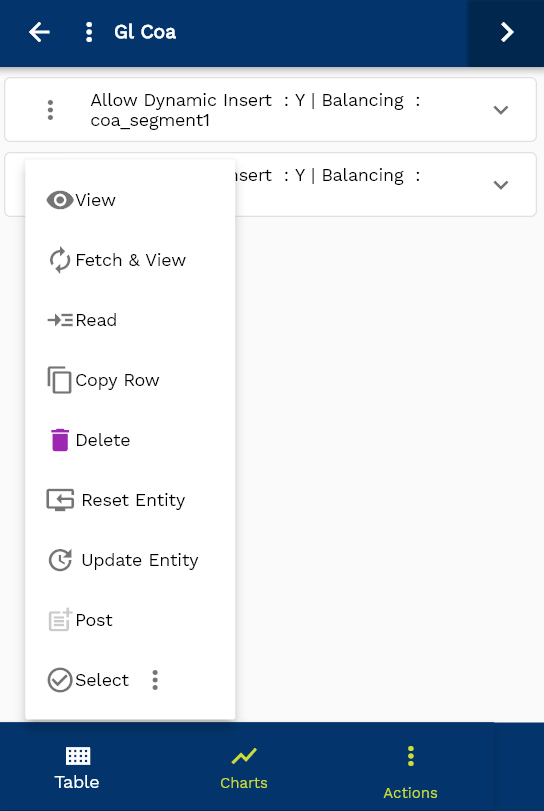 Gl Coa
Allow Dynamic Insert : Y | Balancing :
coa_segment1
: Y | Balancing :
View
Fetch & View
Read
Copy Row
Delete
Reset Entity
Update Entity
Post
Select
Table
Charts
Actions